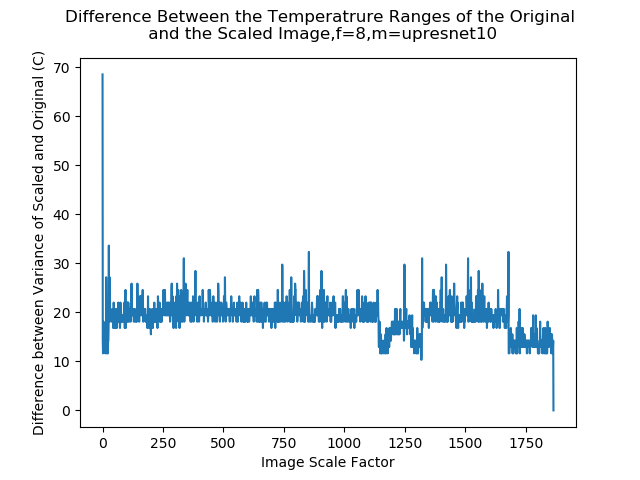 Difference Between the Temperatrure Ranges of the Original
and the Scaled Image,f=8,m=upresnet10
Difference between Variance of Scaled and Original (C)
70
60
50
40
30
20
10
0
0 250 500 750 1000 1250 1500 1750
Image Scale Factor